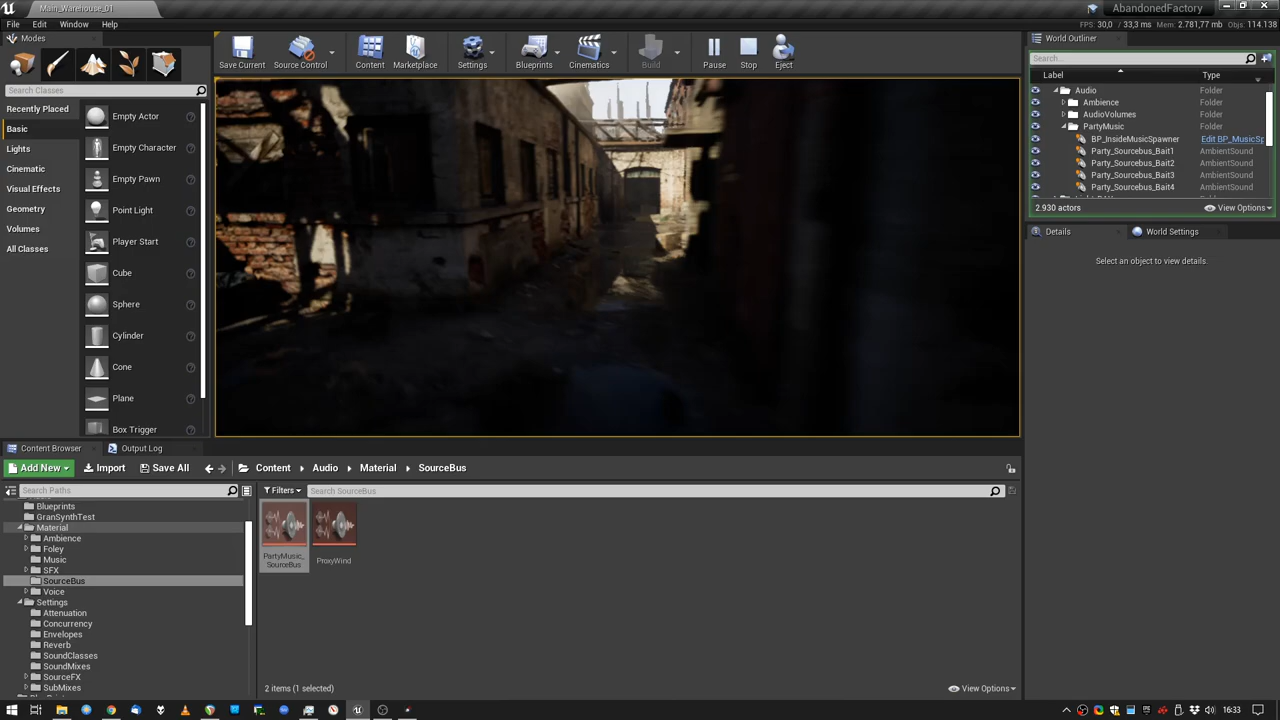 Main_Warehouse_01
AbandonedFactory
File Edit Window Help
FPS: 30,0 / 33,3 ms Mem: 2.781,77 mb Objs: 114.138
Modes
Search Classes
Recently Placed
Basic
Lights
Cinematic
Visual Effects
Geometry
Volumes
All Classes
Empty Actor
Empty Character
Empty Pawn
Point Light
Player Start
Cube
Sphere
Cylinder
Cone
Plane
Box Trigger
Save Current
Source Control
Content
Marketplace
Settings
Blueprints
Cinematics
Build
Pause
Stop
Eject
World Outliner
Search...
Label Type
Audio Folder
Ambience Folder
AudioVolumes Folder
PartyMusic Folder
BP_InsideMusicSpawner Edit BP_MusicSp
Party_Sourcebus_Bait1 AmbientSound
Party_Sourcebus_Bait2 AmbientSound
Party_Sourcebus_Bait3 AmbientSound
Party_Sourcebus_Bait4 AmbientSound
2.930 actors View Options
Details World Settings
Select an object to view details.
Content Browser Output Log
Add New Import Save All Content Audio Material SourceBus
Search Paths
Filters Search SourceBus
Blueprints
GranSynthTest
Material
Ambience
Foley
Music
SFX
SourceBus
Voice
Settings
Attenuation
Concurrency
Envelopes
Reverb
SoundClasses
SoundMixes
SourceFX
SubMixes
PartyMusic_
SourceBus
ProxyWind
2 items (1 selected) View Options
16:33